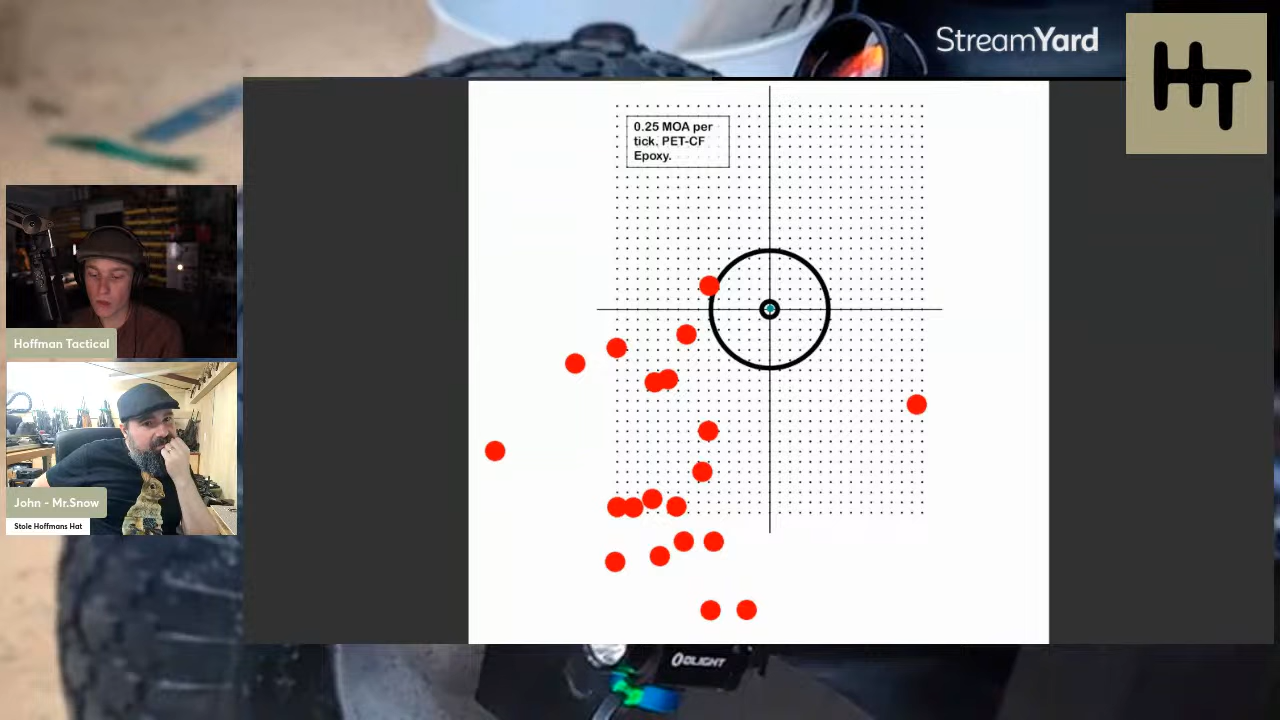 StreamYard
HT
0.25 MOA per
tick. PET-CF
Epoxy.
Hoffman Tactical
John - Mr.Snow
Stole Hoffmans Hat
OLIGHT